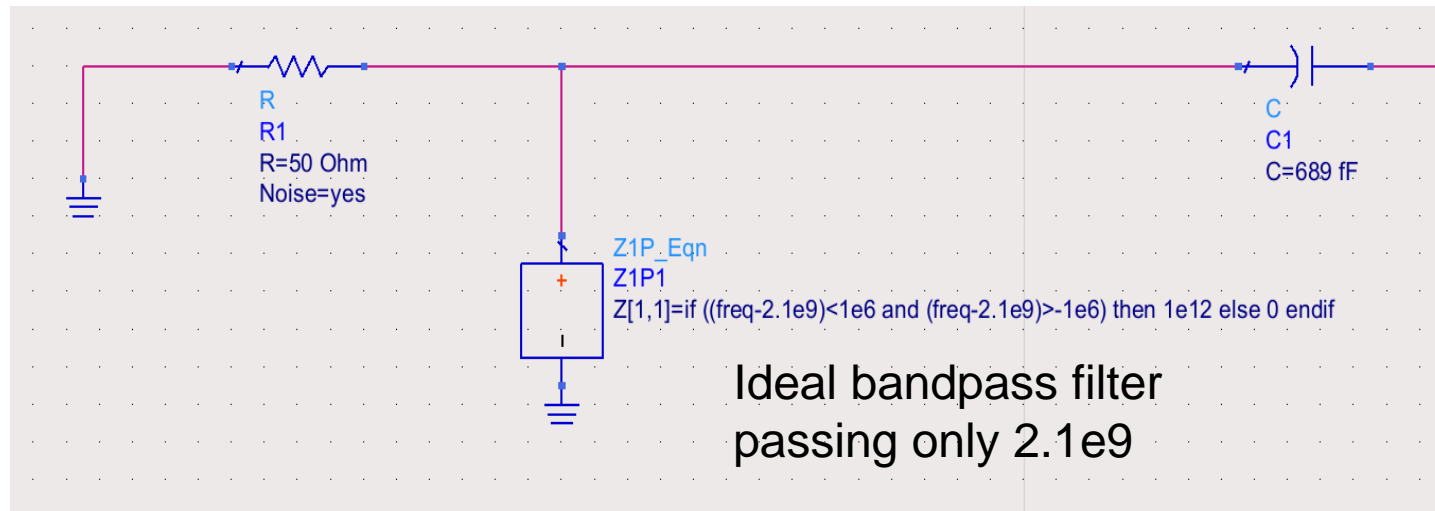 R
R1
R=50 Ohm
Noise=yes
C
C1
C=689 fF
Z1P_Eqn
Z1P1
Z[1,1]=if ((freq-2.1e9)<1e6 and (freq-2.1e9)>-1e6) then 1e12 else 0 endif
+
–
Ideal bandpass filter
passing only 2.1e9